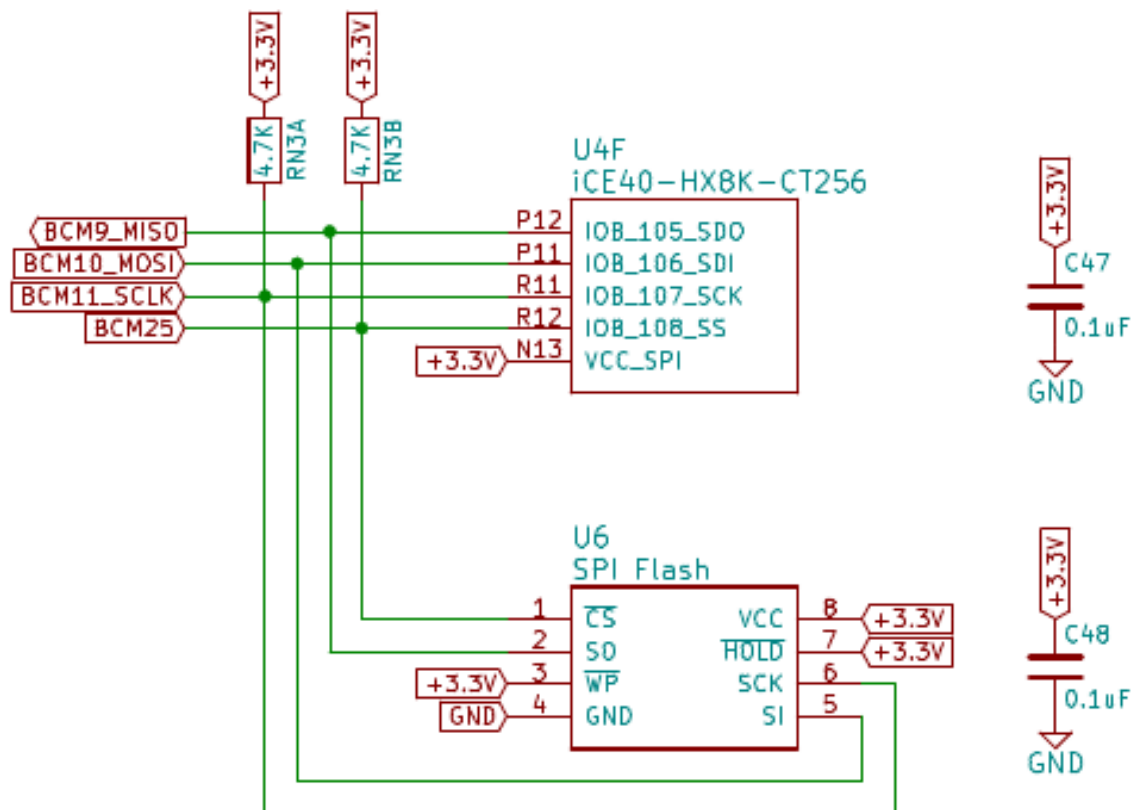 +3.3V
+3.3V
4.7K
RN3A
4.7K
RN3B
U4F
iCE40-HX8K-CT256
BCM9_MISO
P12
IOB_105_SDO
BCM10_MOSI
P11
IOB_106_SDI
BCM11_SCLK
R11
IOB_107_SCK
BCM25
R12
IOB_108_SS
+3.3V
N13
VCC_SPI
+3.3V
C47
0.1uF
GND
U6
SPI Flash
1
CS
VCC
8
+3.3V
2
SO
HOLD
7
+3.3V
+3.3V
3
WP
SCK
6
GND
4
GND
SI
5
+3.3V
C48
0.1uF
GND